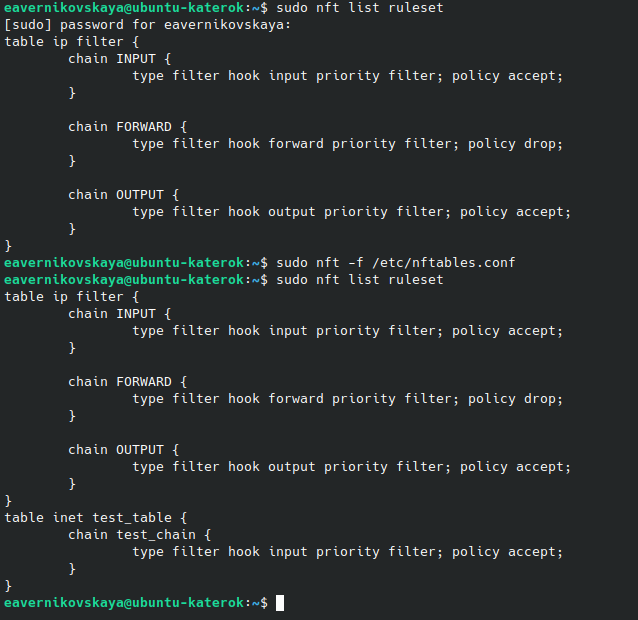 eavernikovskaya@ubuntu-katerok:~$ sudo nft list ruleset
[sudo] password for eavernikovskaya:
table ip filter {
        chain INPUT {
                type filter hook input priority filter; policy accept;
        }

        chain FORWARD {
                type filter hook forward priority filter; policy drop;
        }

        chain OUTPUT {
                type filter hook output priority filter; policy accept;
        }
}
eavernikovskaya@ubuntu-katerok:~$ sudo nft -f /etc/nftables.conf
eavernikovskaya@ubuntu-katerok:~$ sudo nft list ruleset
table ip filter {
        chain INPUT {
                type filter hook input priority filter; policy accept;
        }

        chain FORWARD {
                type filter hook forward priority filter; policy drop;
        }

        chain OUTPUT {
                type filter hook output priority filter; policy accept;
        }
}
table inet test_table {
        chain test_chain {
                type filter hook input priority filter; policy accept;
        }
}
eavernikovskaya@ubuntu-katerok:~$